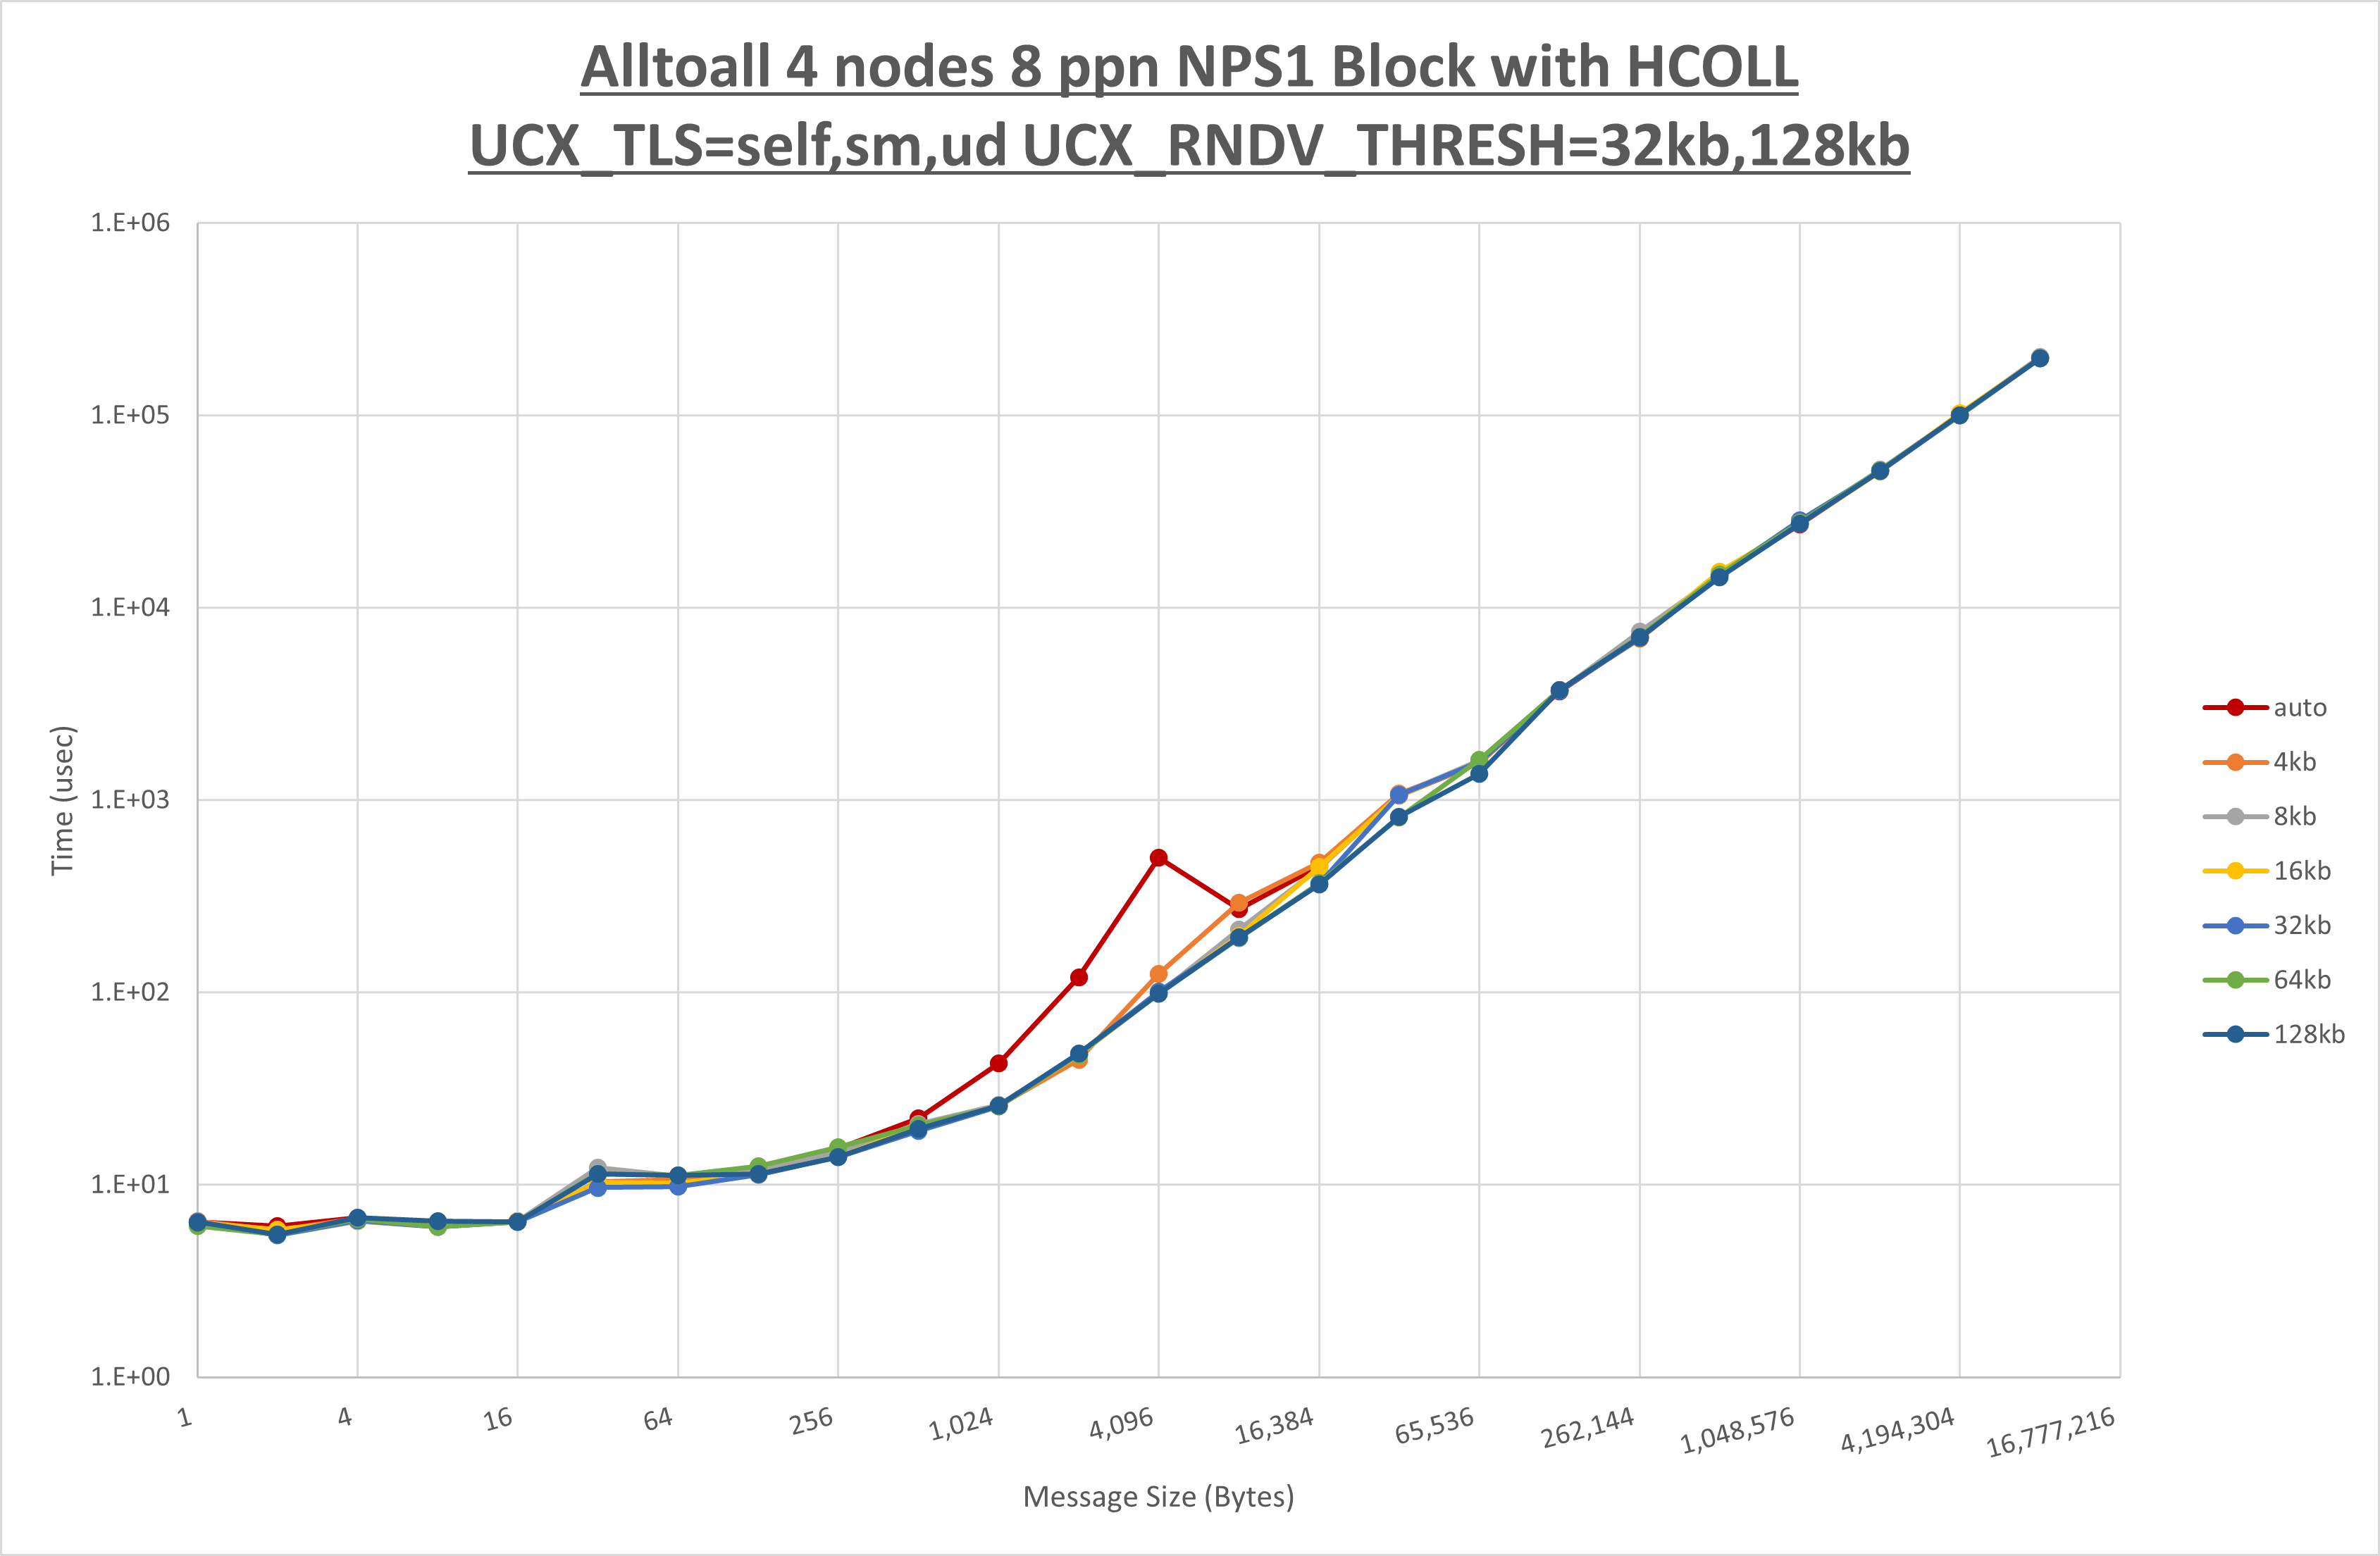 Alltoall 4 nodes 8 ppn NPS1 Block with HCOLL
UCX_TLS=self,sm,ud UCX_RNDV_THRESH=32kb,128kb
1.E+06
1.E+05
1.E+04
1.E+03
1.E+02
1.E+01
1.E+00
Time (usec)
1
4
16
64
256
1,024
4,096
16,384
65,536
262,144
1,048,576
4,194,304
16,777,216
Message Size (Bytes)
auto
4kb
8kb
16kb
32kb
64kb
128kb